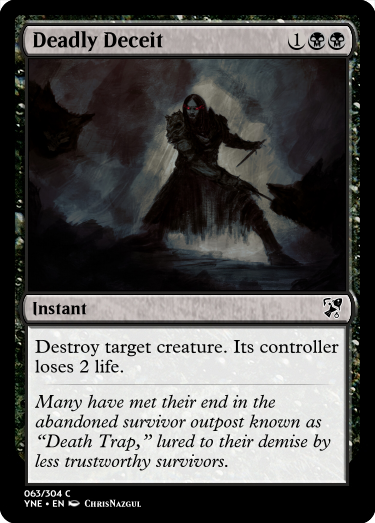 Deadly Deceit 1
Instant
Destroy target creature. Its controller
loses 2 life.
Many have met their end in the
abandoned survivor outpost known as
“Death Trap,” lured to their demise by
less trustworthy survivors.
063/304 C
YNE • EN ChrisNazgul